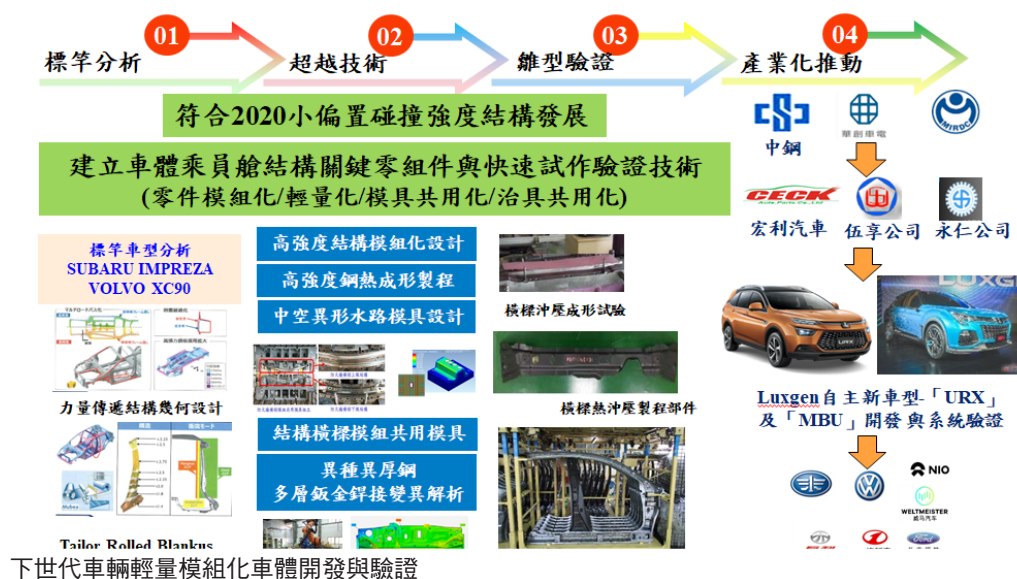 01
標竿分析
02
超越技術
03
雛型驗證
04
產業化推動
符合2020小偏置碰撞強度結構發展
建立車體乘員艙結構關鍵零組件與快速試作驗證技術
(零件模組化/輕量化/模具共用化/治具共用化)
標竿車型分析
SUBARU IMPREZA
VOLVO XC90
力量傳遞結構幾何設計
Tailor Rolled Blankus
高強度結構模組化設計
高強度鋼熱成形製程
中空異形水路模具設計
結構橫樑模組共用模具
異種異厚鋼
多層鈑金銲接變異解析
橫樑沖壓成形試驗
橫樑熱沖壓製程部件
中鋼
華創車電
MIRDC
CECK
宏利汽車
伍享公司
永仁公司
URX
LUXG
Luxgen自主新車型-「URX」
及「MBU」開發與系統驗證
NIO
WELTMEISTER
威马汽车
Ford
下世代車輛輕量模組化車體開發與驗證